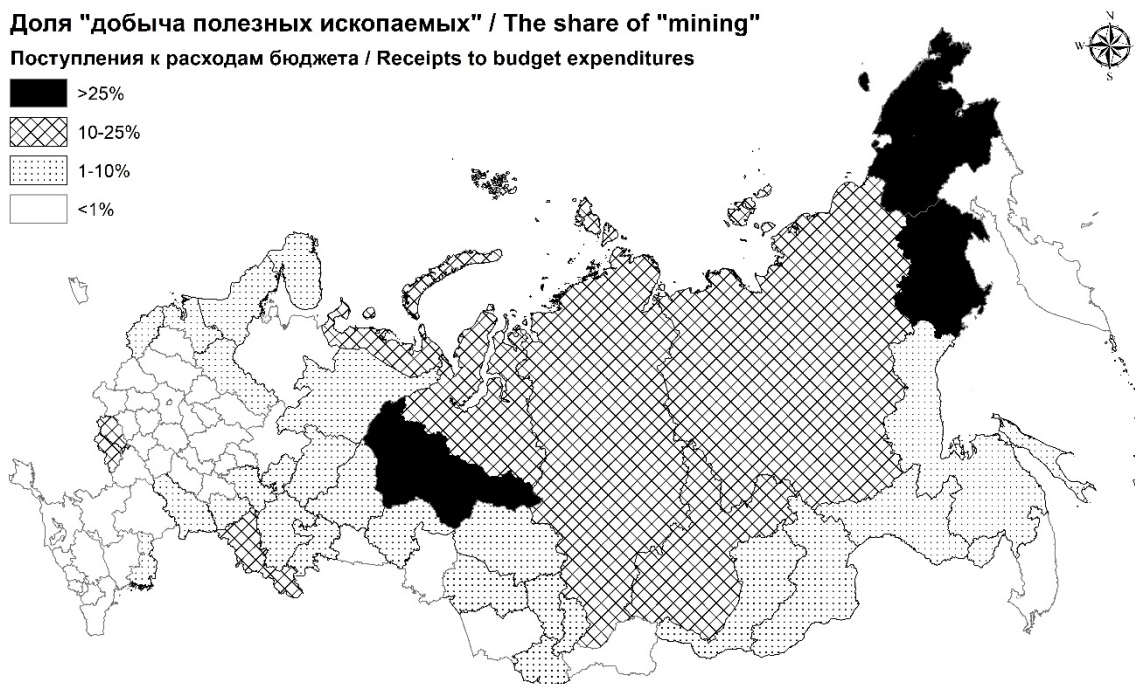 Доля "добыча полезных ископаемых" / The share of "mining"
Поступления к расходам бюджета / Receipts to budget expenditures
>25%
10-25%
1-10%
<1%
N
W E
S